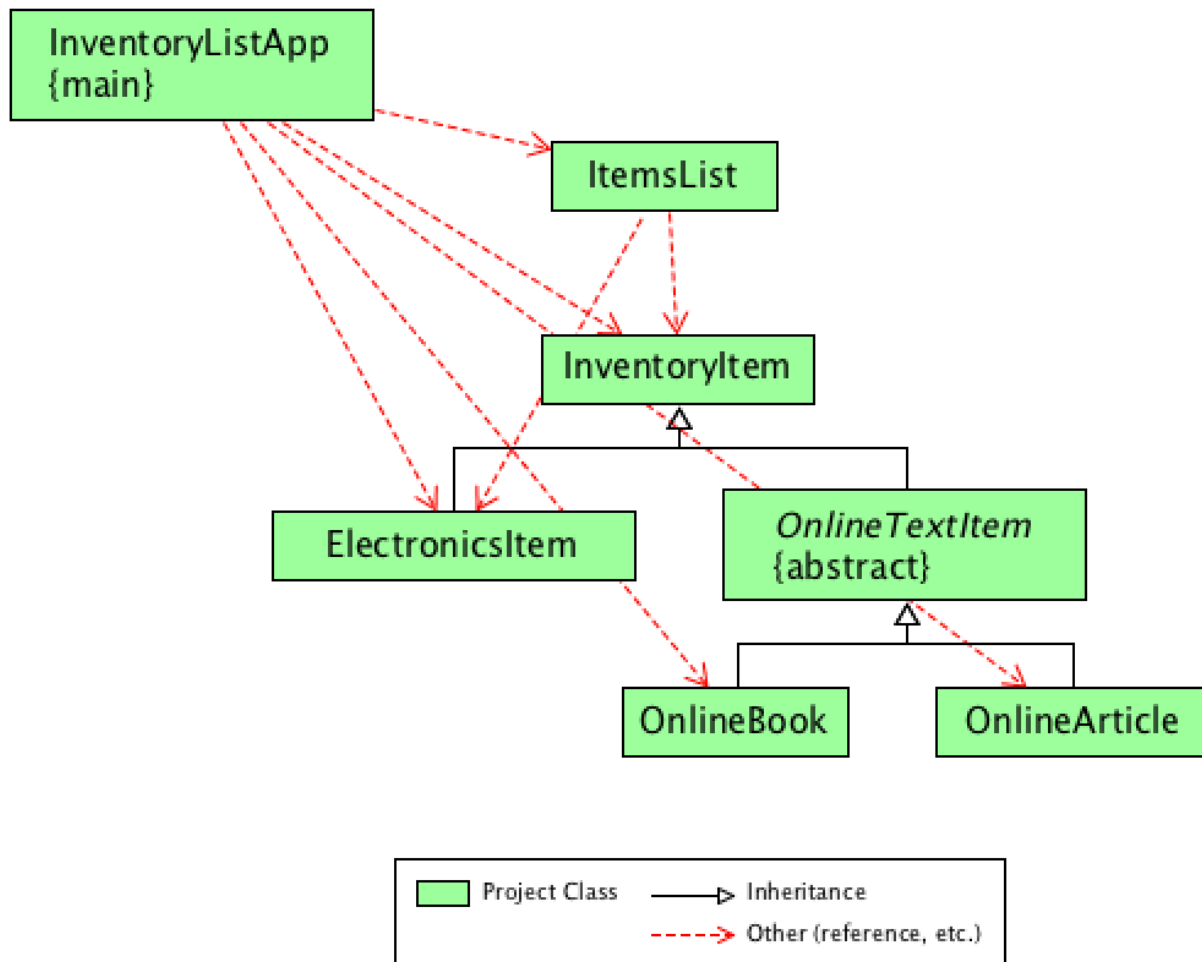 InventoryListApp
{main}
ItemsList
InventoryItem
ElectronicsItem
OnlineTextItem
{abstract}
OnlineBook
OnlineArticle
Project Class
Inheritance
Other (reference, etc.)